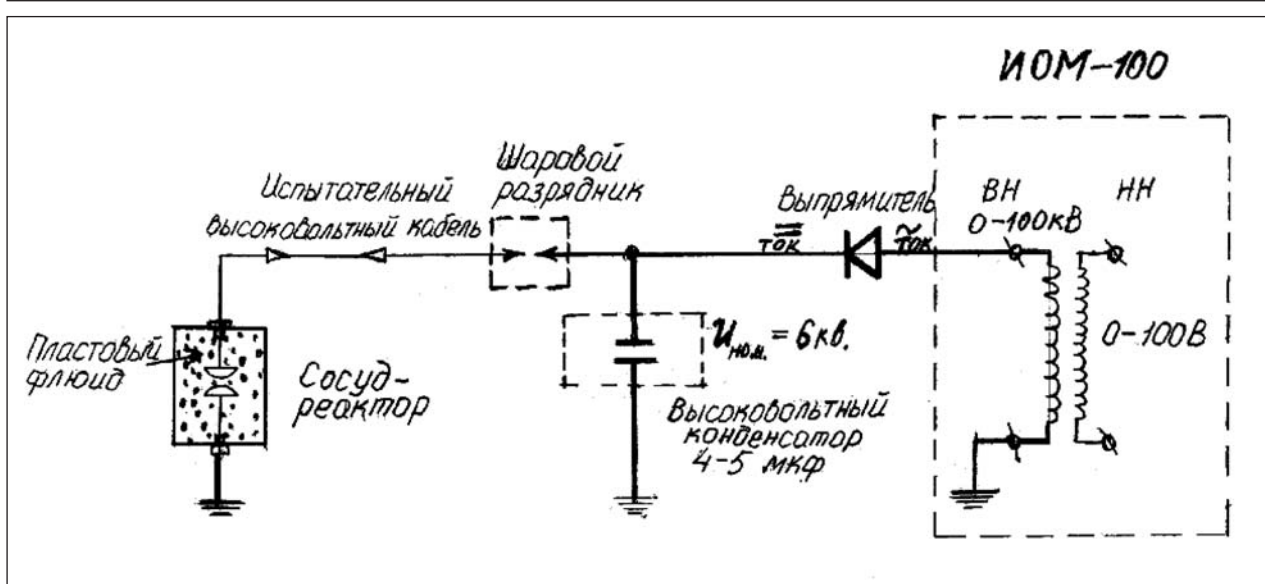 ИОМ-100
Шаровой
разрядник
Испытательный
высоковольтный кабель
Выпрямитель
ток
ток
ВН
0-100кВ
НН
0-100В
Пластовый
флюид
Сосуд-
реактор
Uном. = 6кв.
Высоковольтный
конденсатор
4-5 мкф